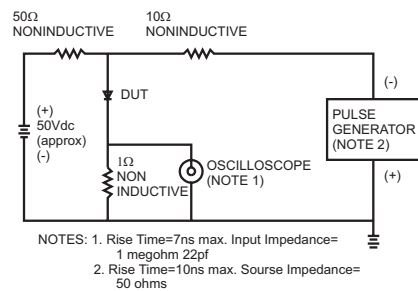 50Ω
NONINDUCTIVE
10Ω
NONINDUCTIVE
DUT
(+)
50Vdc
(approx)
(-)
1Ω
NON
INDUCTIVE
OSCILLOSCOPE
(NOTE 1)
(-)
PULSE
GENERATOR
(NOTE 2)
(+)
NOTES: 1. Rise Time=7ns max. Input Impedance=
1 megohm 22pf
2. Rise Time=10ns max. Sourse Impedance=
50 ohms